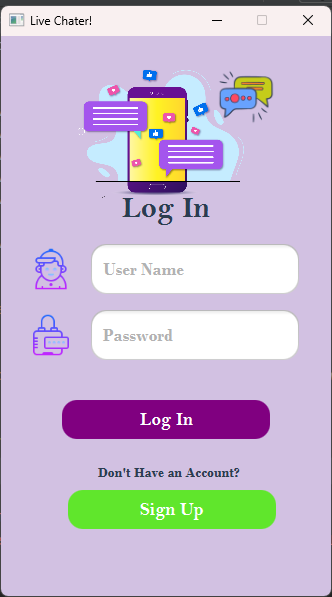 Live Chater!
Log In
User Name
Password
Log In
Don't Have an Account?
Sign Up